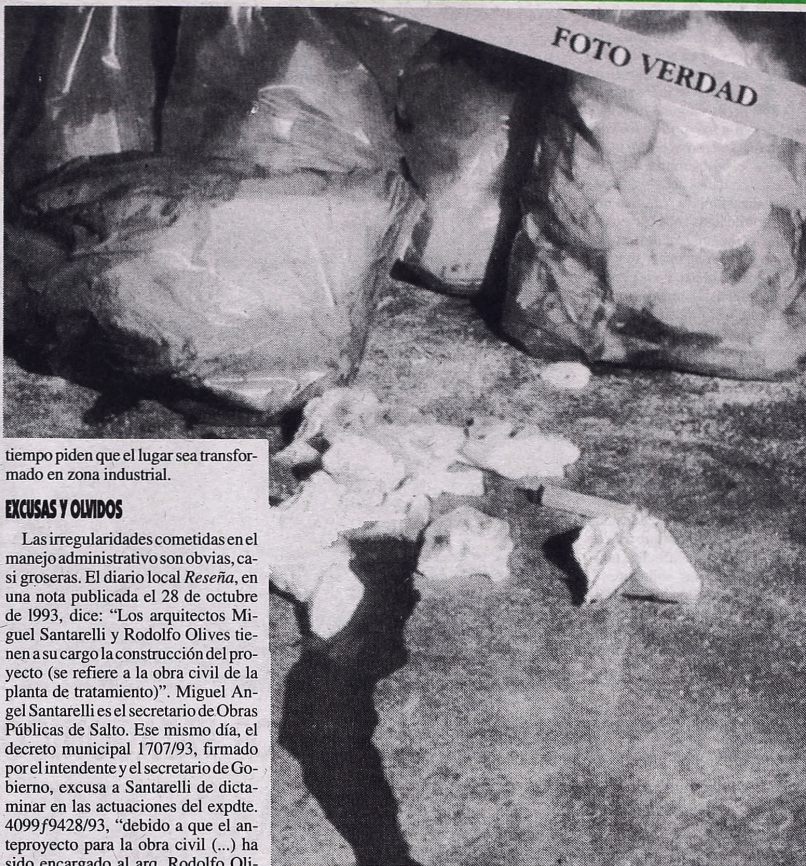 FOTO VERDAD
tiempo piden que el lugar sea transfor-
mado en zona industrial.
EXCUSAS Y OLVIDOS
Las irregularidades cometidas en el
manejo administrativo son obvias, ca-
si groseras. El diario local Reseña, en
una nota publicada el 28 de octubre
de 1993, dice: “Los arquitectos Mi-
guel Santarelli y Rodolfo Olives tie-
nen a su cargo la construcción del pro-
yecto (se refiere a la obra civil de la
planta de tratamiento)”. Miguel An-
gel Santarelli es el secretario de Obras
Públicas de Salto. Ese mismo día, el
decreto municipal 1707/93, firmado
por el intendente y el secretario de Go-
bierno, excusa a Santarelli de dicta-
minar en las actuaciones del expdte.
4099f9428/93, “debido a que el an-
teproyecto para la obra civil (...) ha
sido encargado al arq. Rodolfo Oli-